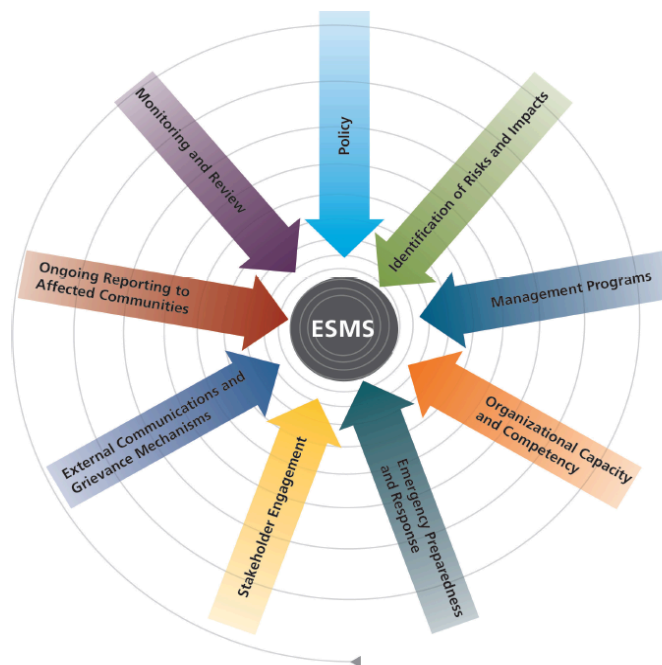 Policy
Identification of Risks and Impacts
Management Programs
Organizational Capacity
and Competency
Emergency Preparedness
and Response
Stakeholder Engagement
External Communications and
Grievance Mechanisms
Ongoing Reporting to
Affected Communities
Monitoring and Review
ESMS